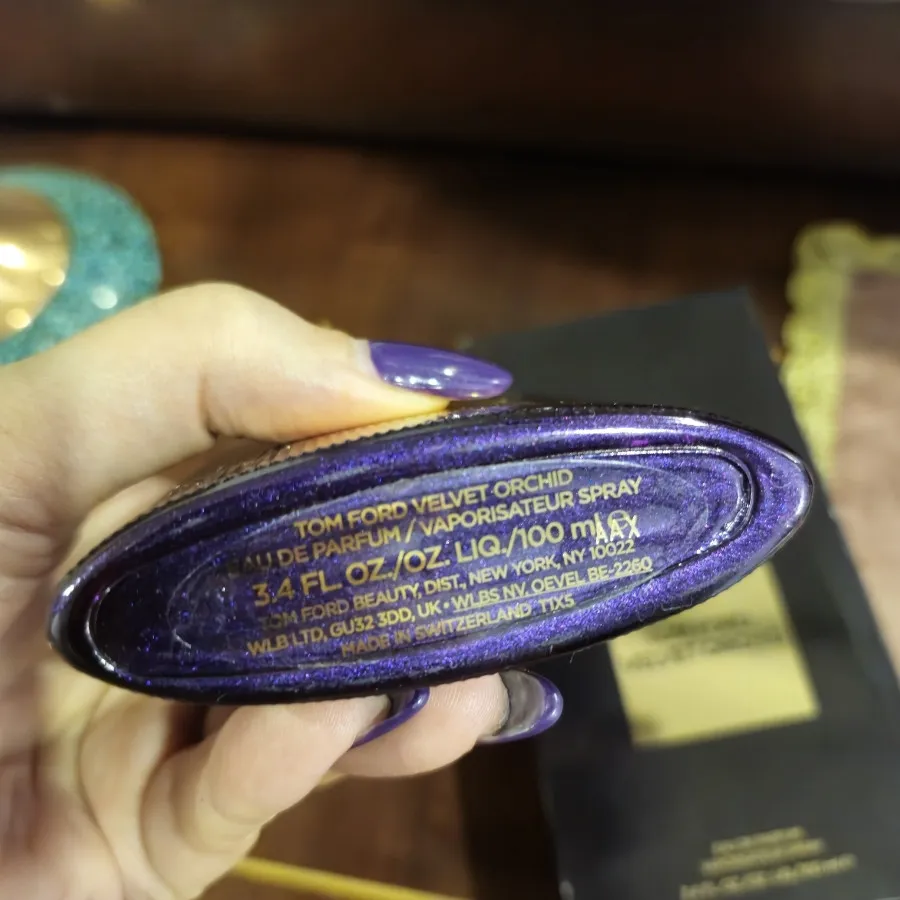 TOM FORD VELVET ORCHID
EAU DE PARFUM / VAPORISATEUR SPRAY
3.4 FL. OZ./OZ. LIQ./100 ml
TOM FORD BEAUTY, DIST., NEW YORK, NY 10022
WLB LTD, GU32 3DD, UK • WLBS NV, OEVEL BE-2260
MADE IN SWITZERLAND T1X5
VELVET ORCHID